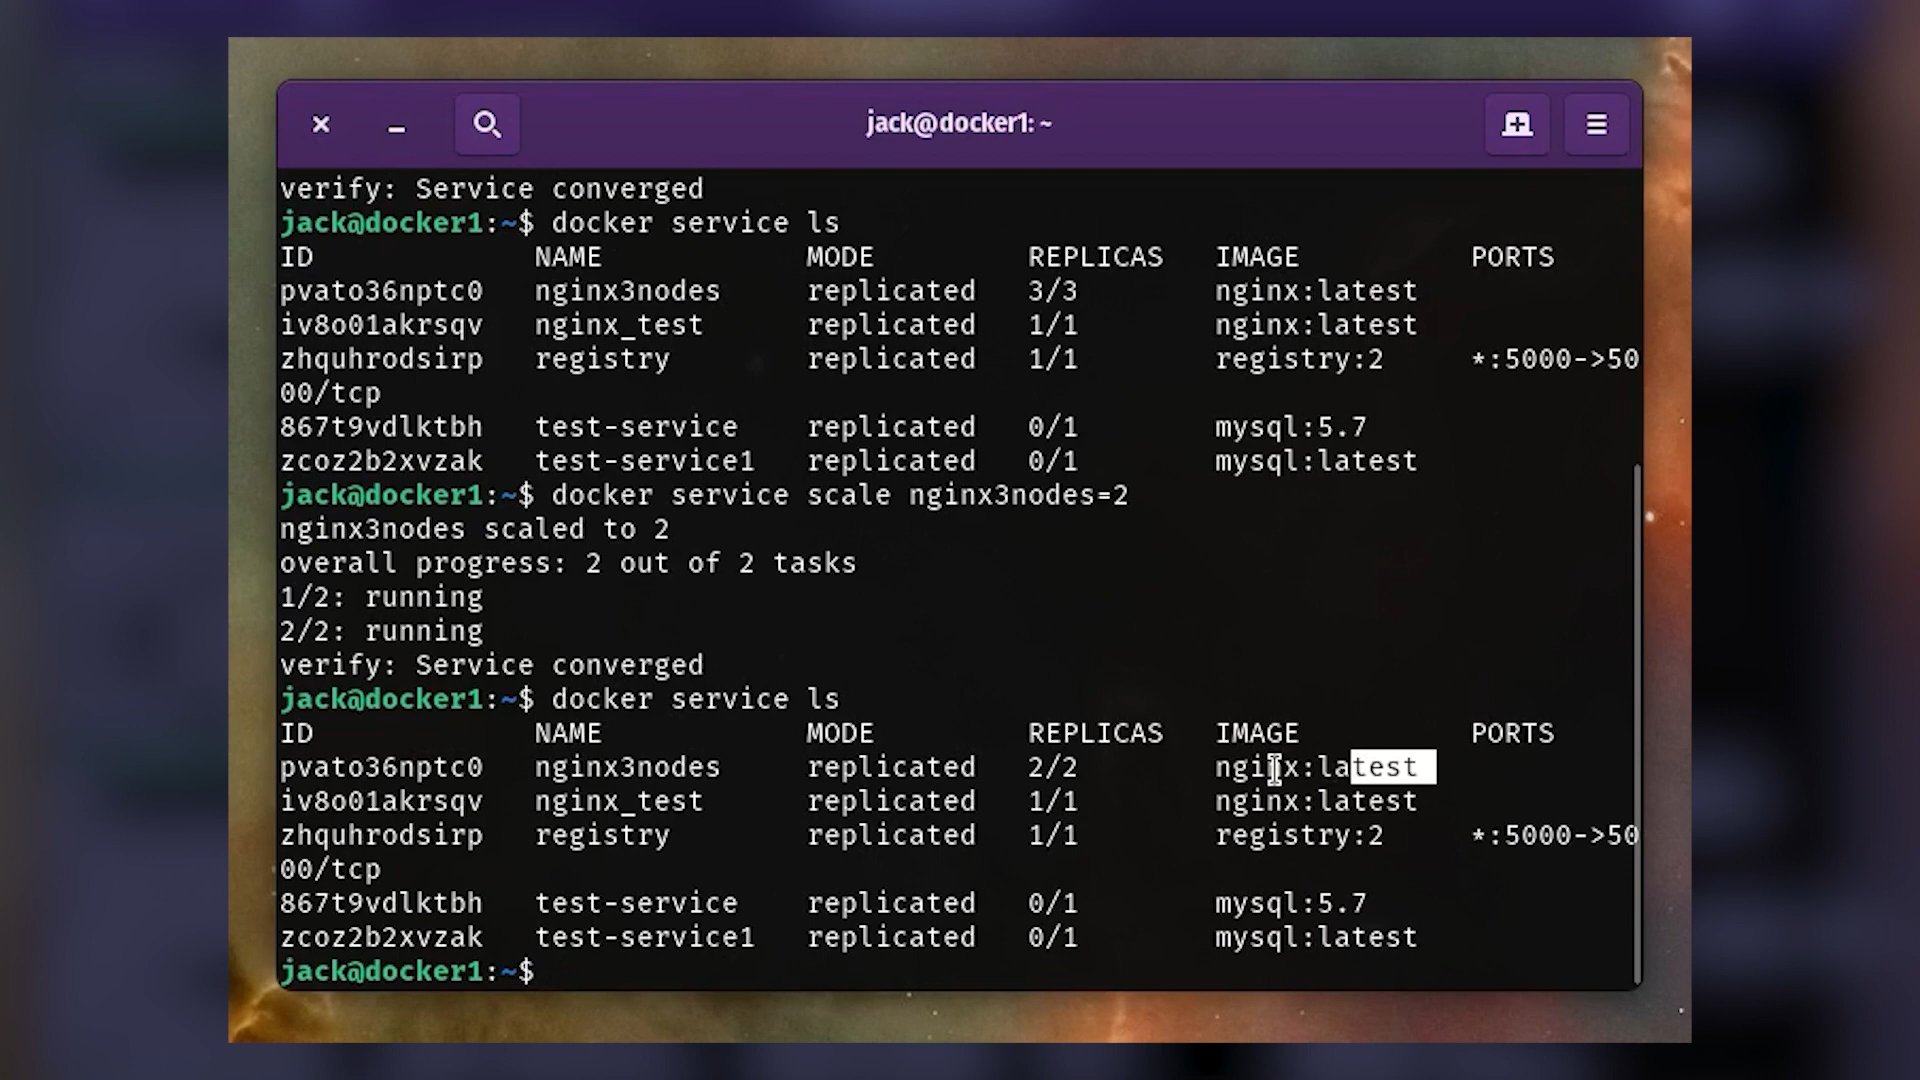 jack@docker1: ~
verify: Service converged
jack@docker1:~$ docker service ls
ID NAME MODE REPLICAS IMAGE PORTS
pvato36nptc0 nginx3nodes replicated 3/3 nginx:latest
iv8o01akrsqv nginx_test replicated 1/1 nginx:latest
zhquhrodsirp registry replicated 1/1 registry:2 *:5000->50
00/tcp
867t9vdlktbh test-service replicated 0/1 mysql:5.7
zcoz2b2xvzak test-service1 replicated 0/1 mysql:latest
jack@docker1:~$ docker service scale nginx3nodes=2
nginx3nodes scaled to 2
overall progress: 2 out of 2 tasks
1/2: running
2/2: running
verify: Service converged
jack@docker1:~$ docker service ls
ID NAME MODE REPLICAS IMAGE PORTS
pvato36nptc0 nginx3nodes replicated 2/2 nginx:latest
iv8o01akrsqv nginx_test replicated 1/1 nginx:latest
zhquhrodsirp registry replicated 1/1 registry:2 *:5000->50
00/tcp
867t9vdlktbh test-service replicated 0/1 mysql:5.7
zcoz2b2xvzak test-service1 replicated 0/1 mysql:latest
jack@docker1:~$